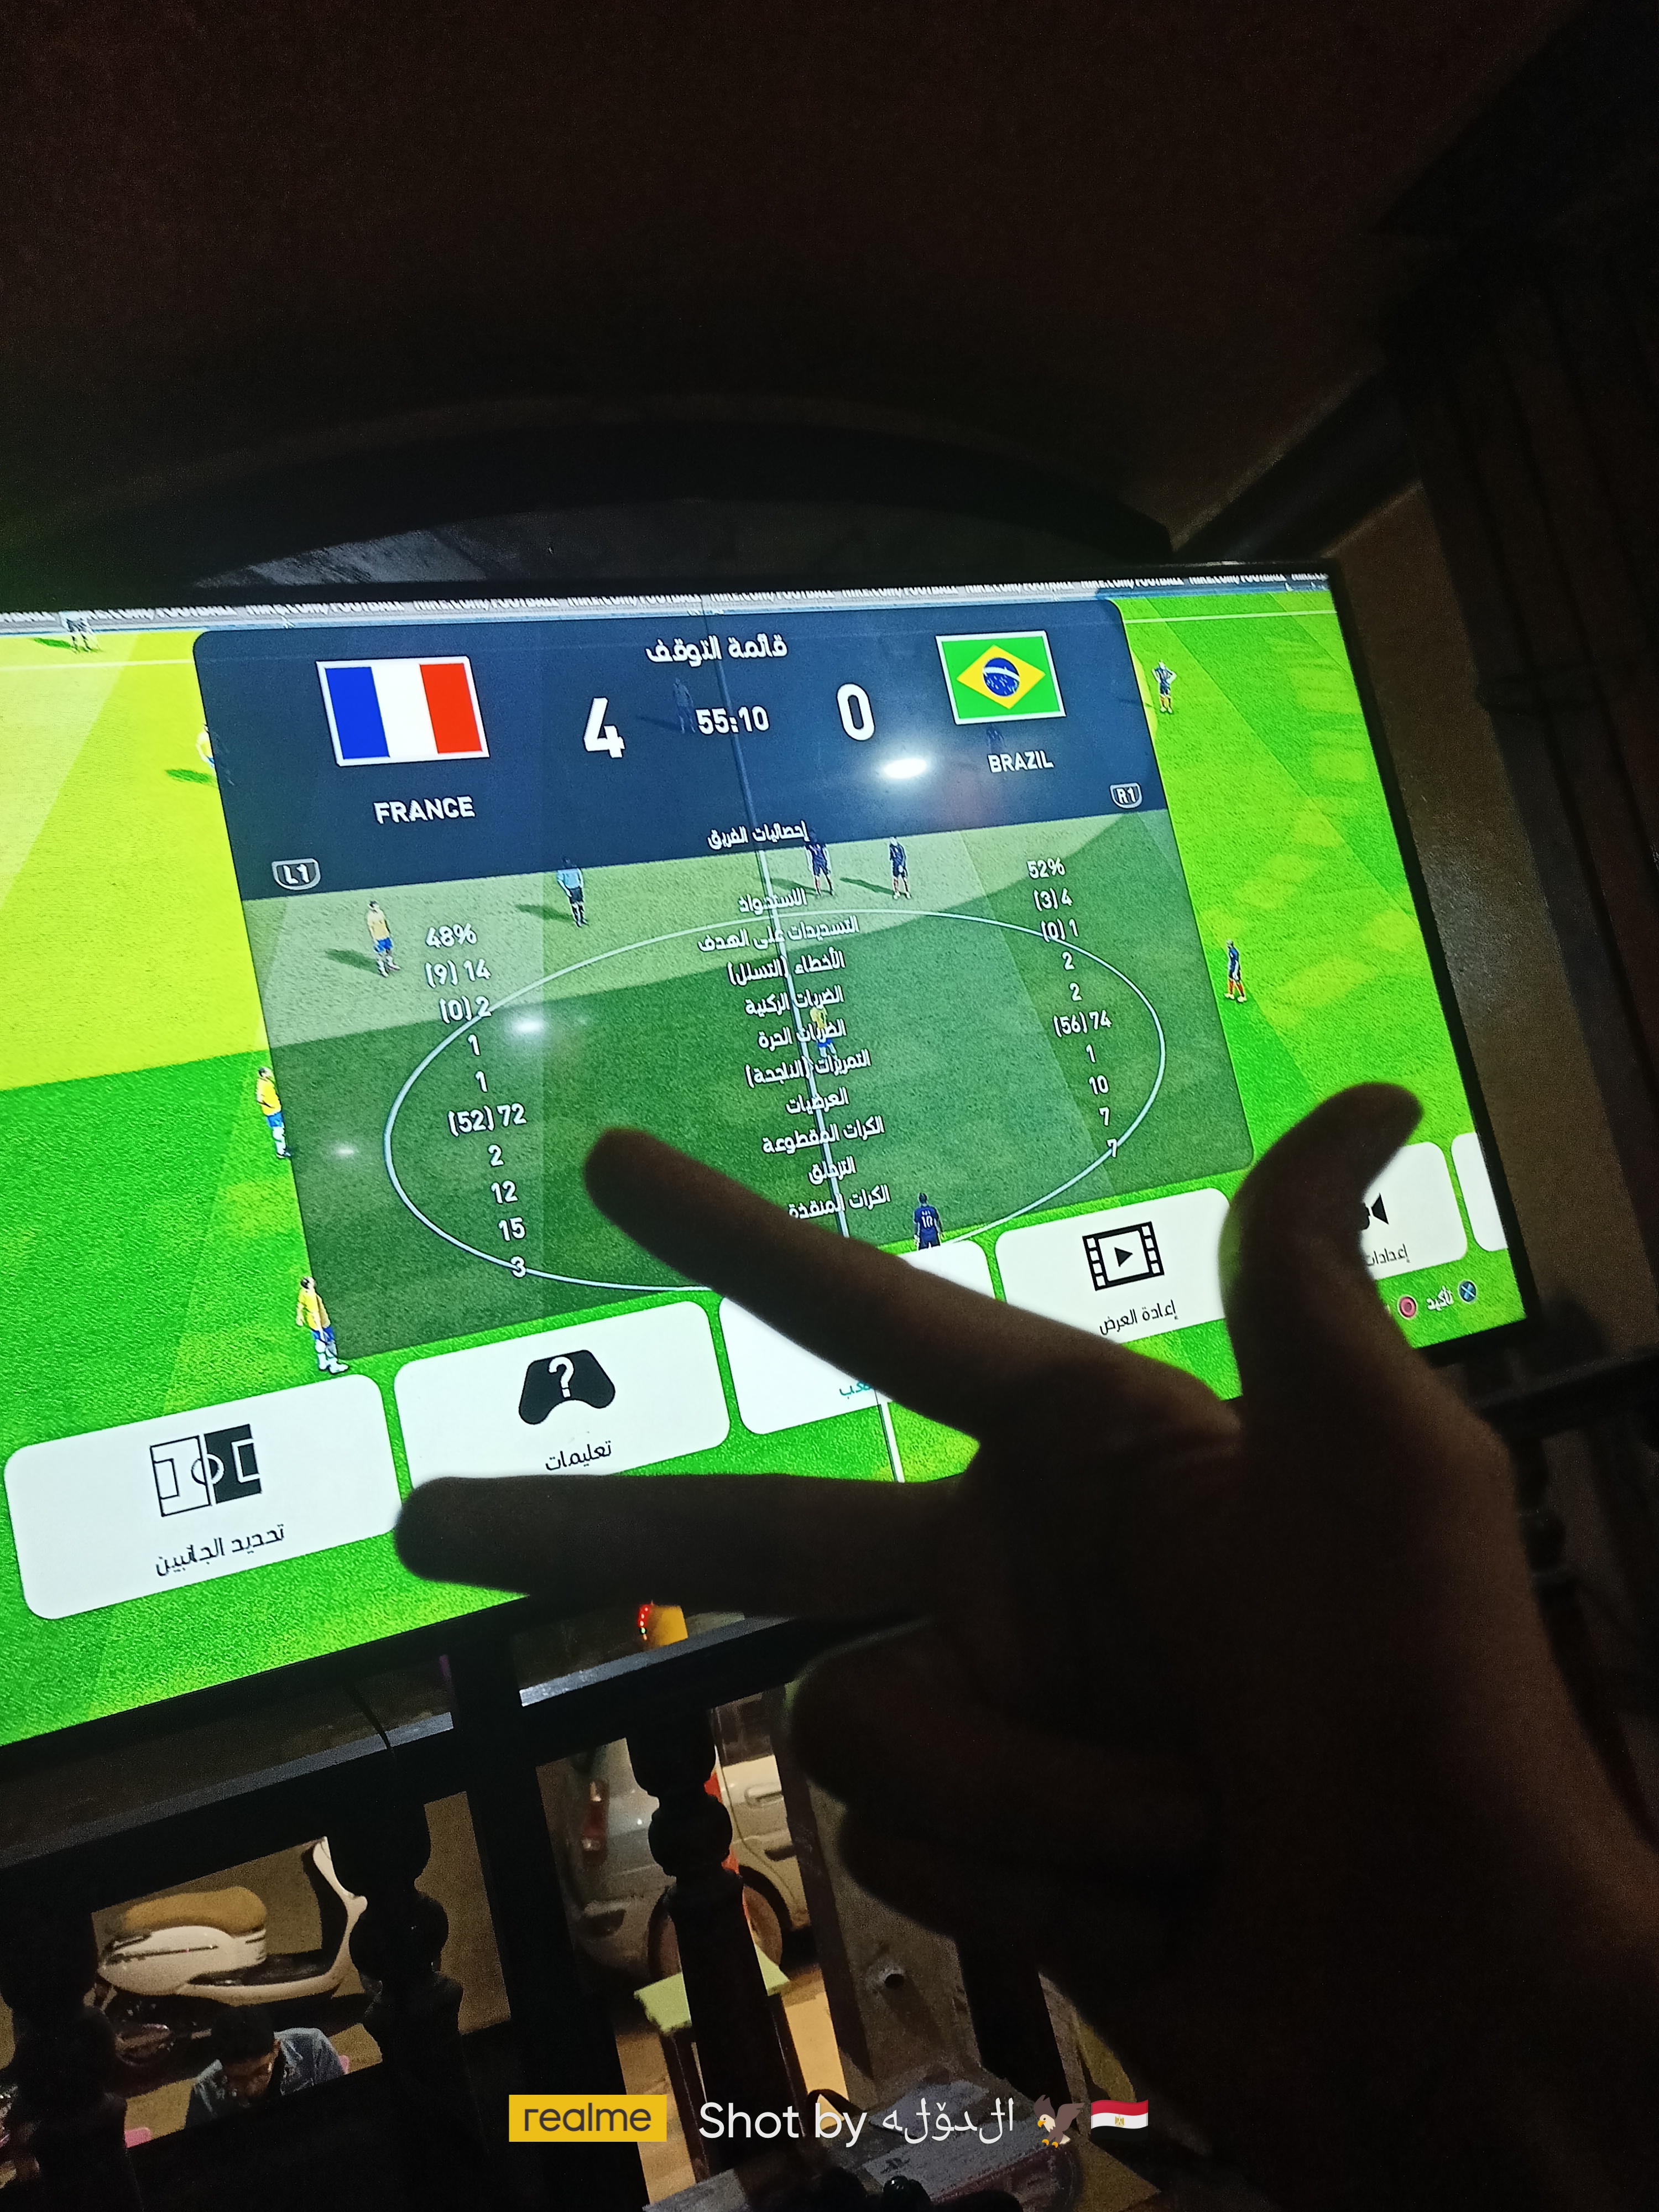 قائمة التوقف
4 55:10 0
FRANCE BRAZIL
L1 R1
إحصائيات الفريق
48% الاستحواذ 52%
(9) 14 التسديدات على الهدف (3) 4
(0) 2 الأخطاء (التسلل) (0) 1
1 الضربات الركنية 2
1 الضربات الحرة 2
(52) 72 التمريرات (الناجحة) (56) 74
2 العرضيات 1
12 الكرات المقطوعة 10
15 التزحلق 7
3 الكرات المنقذة 7
10
تحديد الجانبين
تعليمات
إعادة العرض
إعدادات
تأكيد
realme Shot by الدوله